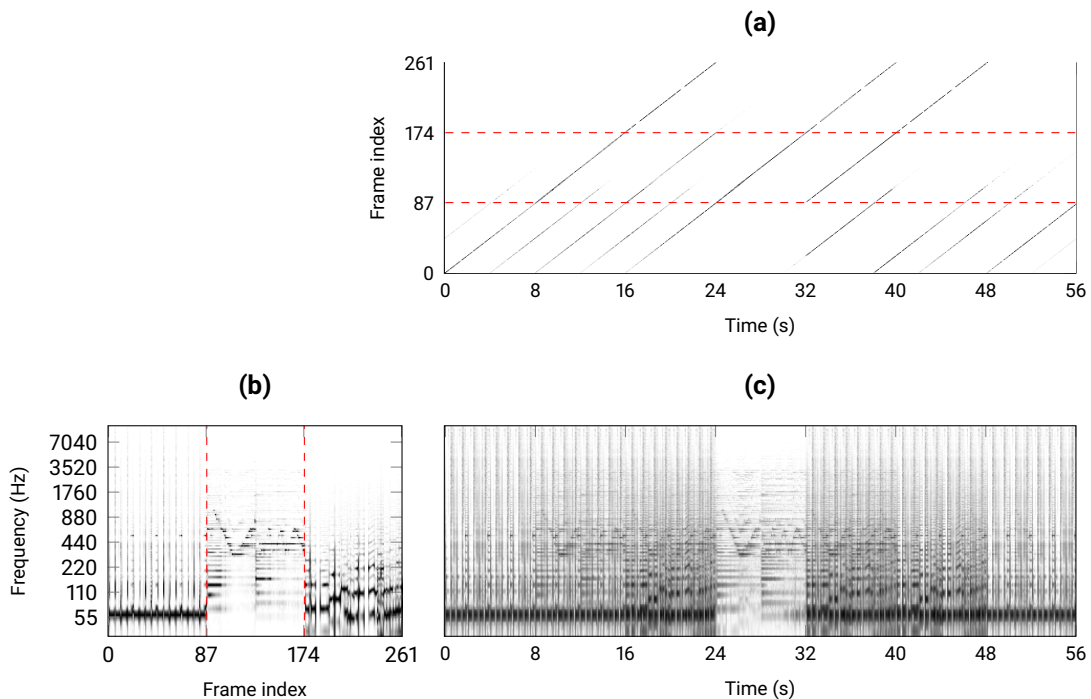 (a)
261
174
87
0
Frame index
0 8 16 24 32 40 48 56
Time (s)
(b)
7040
3520
1760
880
440
220
110
55
Frequency (Hz)
0 87 174 261
Frame index
(c)
0 8 16 24 32 40 48 56
Time (s)